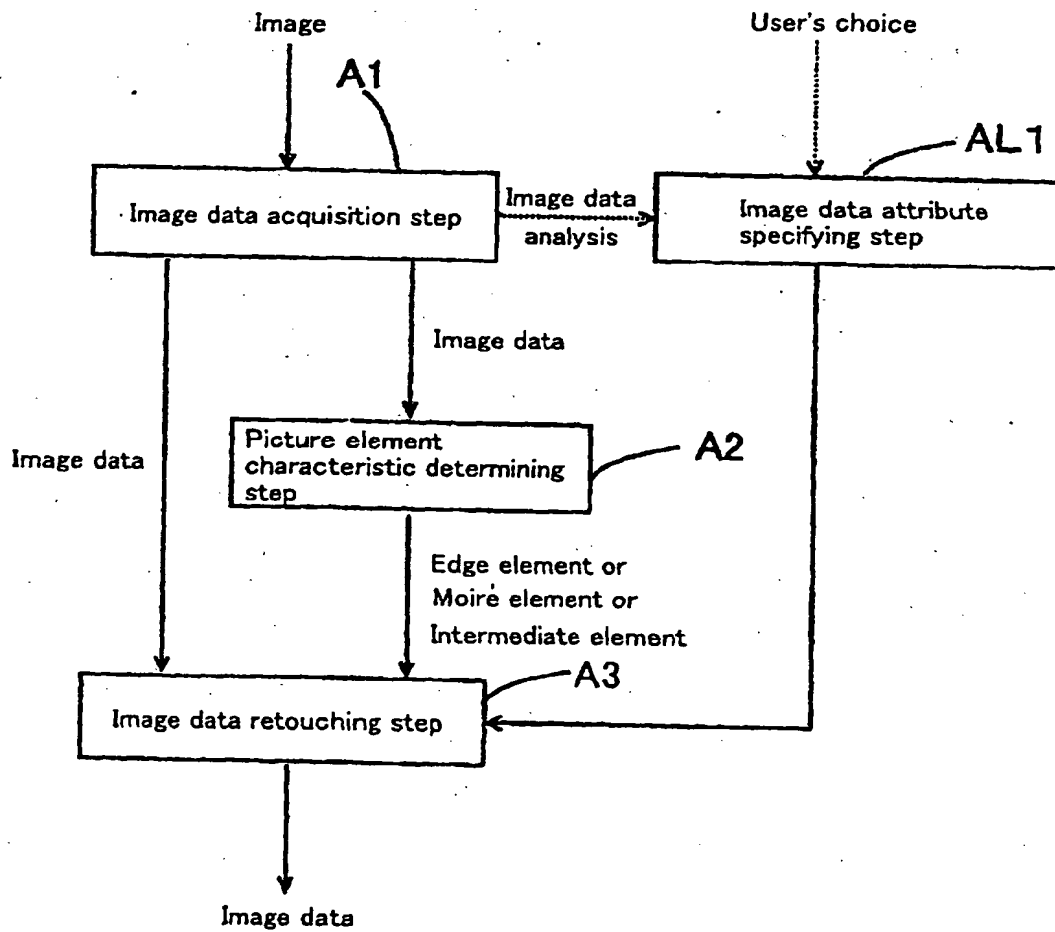 Image
User's choice
A1
AL1
Image data acquisition step
Image data
analysis
Image data attribute
specifying step
Image data
Picture element
characteristic determining
step
A2
Image data
Edge element or
Moiré element or
Intermediate element
A3
Image data retouching step
Image data